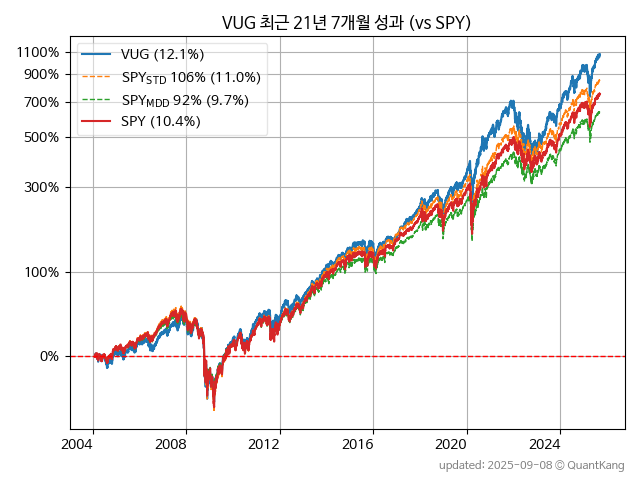 VUG 최근 21년 7개월 성과 (vs SPY)
1100%
900%
700%
500%
300%
100%
0%
VUG (12.1%)
SPY_STD 106% (11.0%)
SPY_MDD 92% (9.7%)
SPY (10.4%)
2004
2008
2012
2016
2020
2024
updated: 2025-09-08 © QuantKang